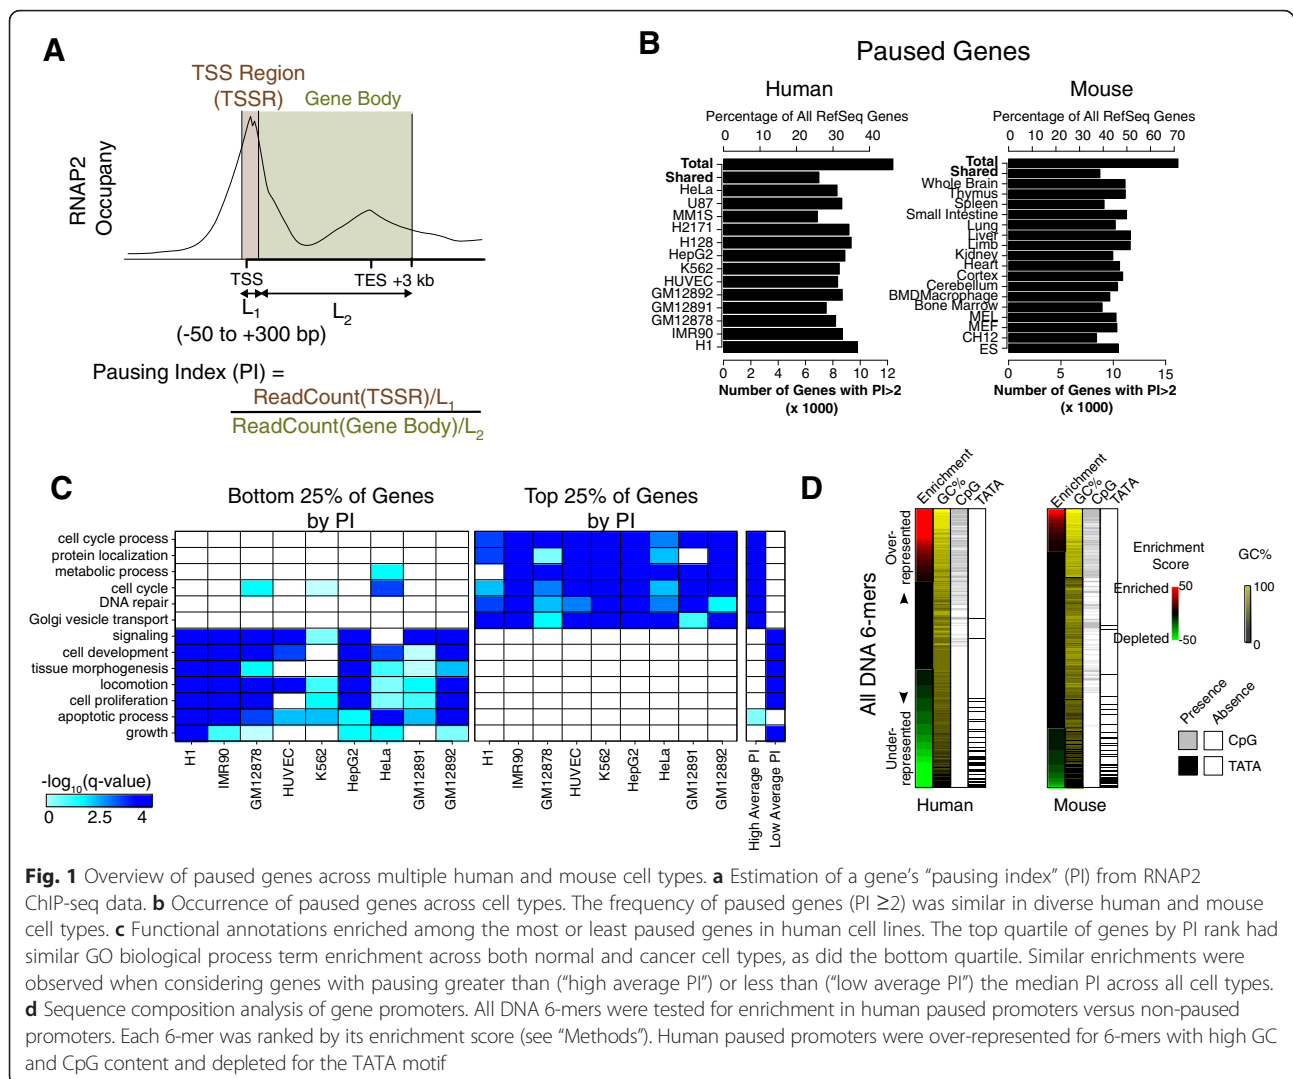 A
TSS Region
(TSSR)
Gene Body
RNAP2
Occupany
TSS
TES +3 kb
L1
L2
(-50 to +300 bp)
Pausing Index (PI) =
ReadCount(TSSR)/L1
ReadCount(Gene Body)/L2
B
Paused Genes
Human
Percentage of All RefSeq Genes
0 10 20 30 40
Total
Shared
HeLa
U87
MM1S
H2171
H128
HepG2
K562
HUVEC
GM12892
GM12891
GM12878
IMR90
H1
0 2 4 6 8 10 12
Number of Genes with PI>2
(x 1000)
Mouse
Percentage of All RefSeq Genes
0 10 20 30 40 50 60 70
Total
Shared
Whole Brain
Thymus
Spleen
Small Intestine
Lung
Liver
Limb
Kidney
Heart
Cortex
Cerebellum
BMDMacrophage
Bone Marrow
MEL
MEF
CH12
ES
0 5 10 15
Number of Genes with PI>2
(x 1000)
C
Bottom 25% of Genes
by PI
Top 25% of Genes
by PI
cell cycle process
protein localization
metabolic process
cell cycle
DNA repair
Golgi vesicle transport
signaling
cell development
tissue morphogenesis
locomotion
cell proliferation
apoptotic process
growth
H1 IMR90 GM12878 HUVEC K562 HepG2 HeLa GM12891 GM12892
H1 IMR90 GM12878 HUVEC K562 HepG2 HeLa GM12891 GM12892
High Average PI
Low Average PI
-log10(q-value)
0 2.5 4
D
Enrichment GC% CpG TATA
Enrichment GC% CpG TATA
All DNA 6-mers
Over-
represented
Under-
represented
Human
Mouse
Enrichment
Score
Enriched 50
Depleted -50
GC%
100
0
Presence Absence
CpG
TATA
Fig. 1 Overview of paused genes across multiple human and mouse cell types. a Estimation of a gene's “pausing index” (PI) from RNAP2
ChIP-seq data. b Occurrence of paused genes across cell types. The frequency of paused genes (PI ≥2) was similar in diverse human and mouse
cell types. c Functional annotations enriched among the most or least paused genes in human cell lines. The top quartile of genes by PI rank had
similar GO biological process term enrichment across both normal and cancer cell types, as did the bottom quartile. Similar enrichments were
observed when considering genes with pausing greater than (“high average PI”) or less than (“low average PI”) the median PI across all cell types.
d Sequence composition analysis of gene promoters. All DNA 6-mers were tested for enrichment in human paused promoters versus non-paused
promoters. Each 6-mer was ranked by its enrichment score (see “Methods”). Human paused promoters were over-represented for 6-mers with high GC
and CpG content and depleted for the TATA motif